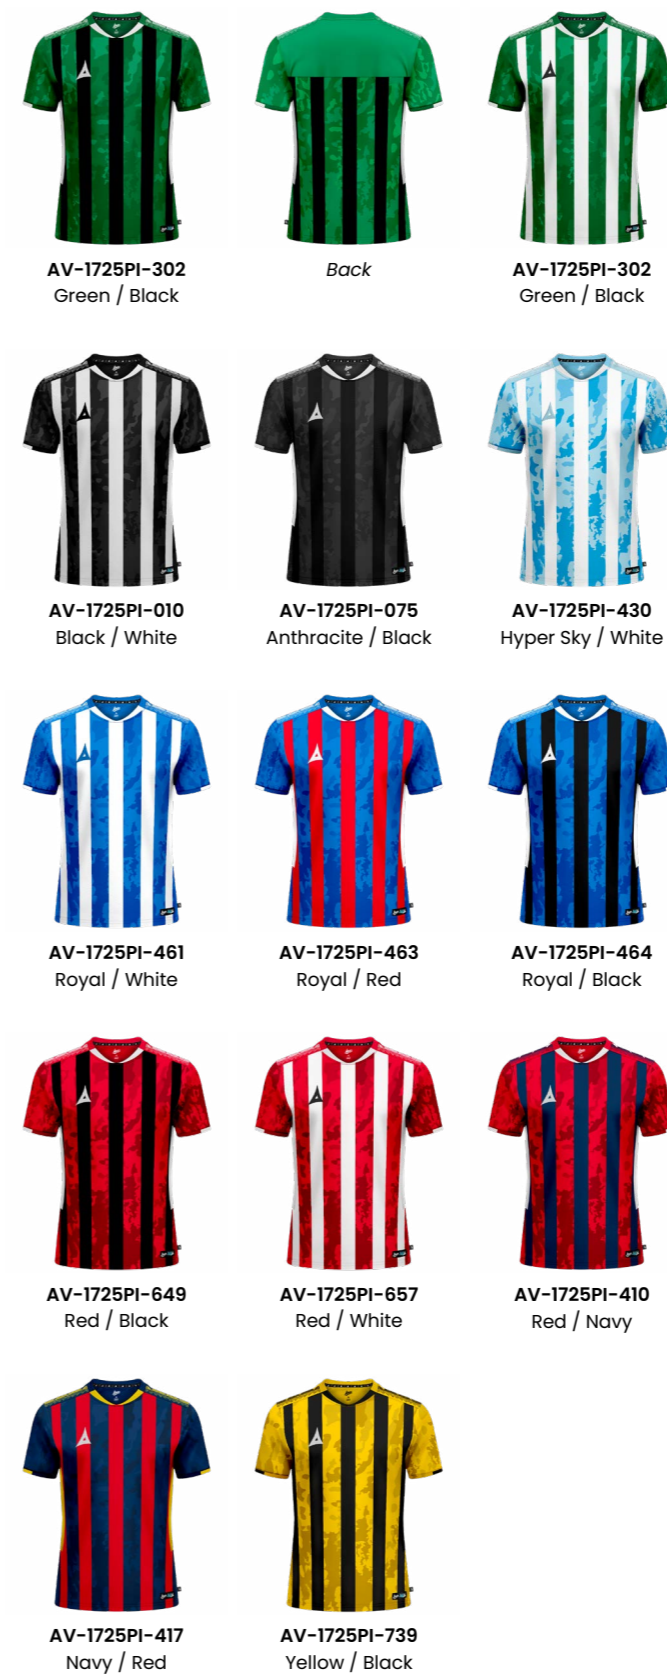 AV-1725PI-302
Green / Black
Back
AV-1725PI-302
Green / Black
AV-1725PI-010
Black / White
AV-1725PI-075
Anthracite / Black
AV-1725PI-430
Hyper Sky / White
AV-1725PI-461
Royal / White
AV-1725PI-463
Royal / Red
AV-1725PI-464
Royal / Black
AV-1725PI-649
Red / Black
AV-1725PI-657
Red / White
AV-1725PI-410
Red / Navy
AV-1725PI-417
Navy / Red
AV-1725PI-739
Yellow / Black